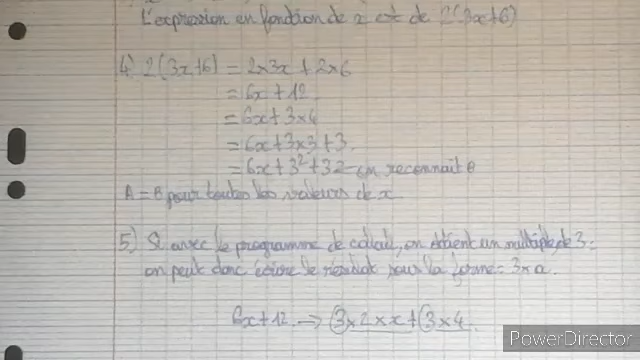 L'expression en fonction de x est de 2(3x+6)
4) 2(3x+6) = 2×3x + 2×6
= 6x + 12
= 6x + 3×4
= 6x + 3×3 + 3.
= 6x + 3² + 3 on reconnait B
A = B pour toutes les valeurs de x
5) Si avec le programme de calcul, on obtient un multiple de 3 :
on peut donc écrire le résultat sous la forme : 3×a.
6x+12 → 3×2×x + 3×4.
PowerDirector